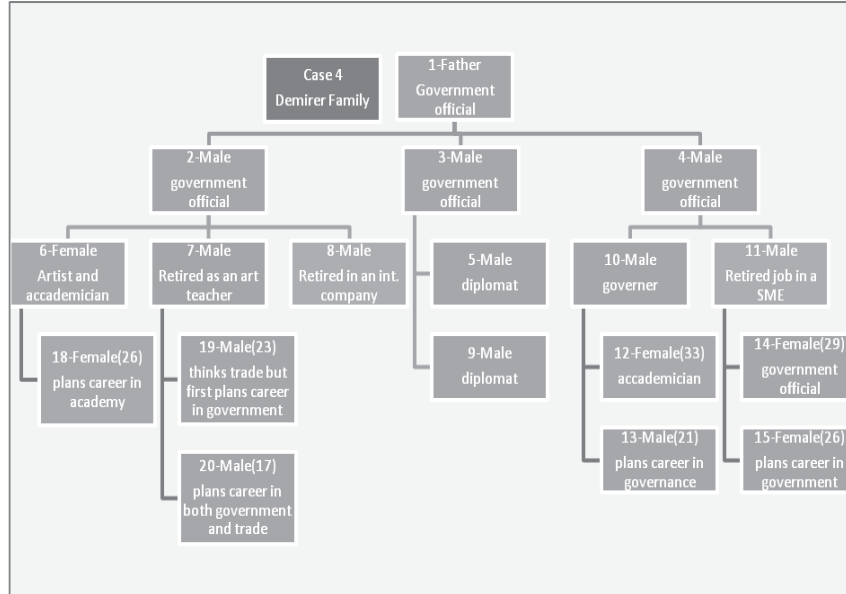 Case 4
Demirer Family
1-Father
Government
official
2-Male
government
official
3-Male
government
official
4-Male
government
official
6-Female
Artist and
accademician
7-Male
Retired as an art
teacher
8-Male
Retired in an int.
company
5-Male
diplomat
10-Male
governer
11-Male
Retired job in a
SME
18-Female(26)
plans career in
academy
19-Male(23)
thinks trade but
first plans career
in government
9-Male
diplomat
12-Female(33)
accademician
14-Female(29)
government
official
20-Male(17)
plans career in
both government
and trade
13-Male(21)
plans career in
governance
15-Female(26)
plans career in
government